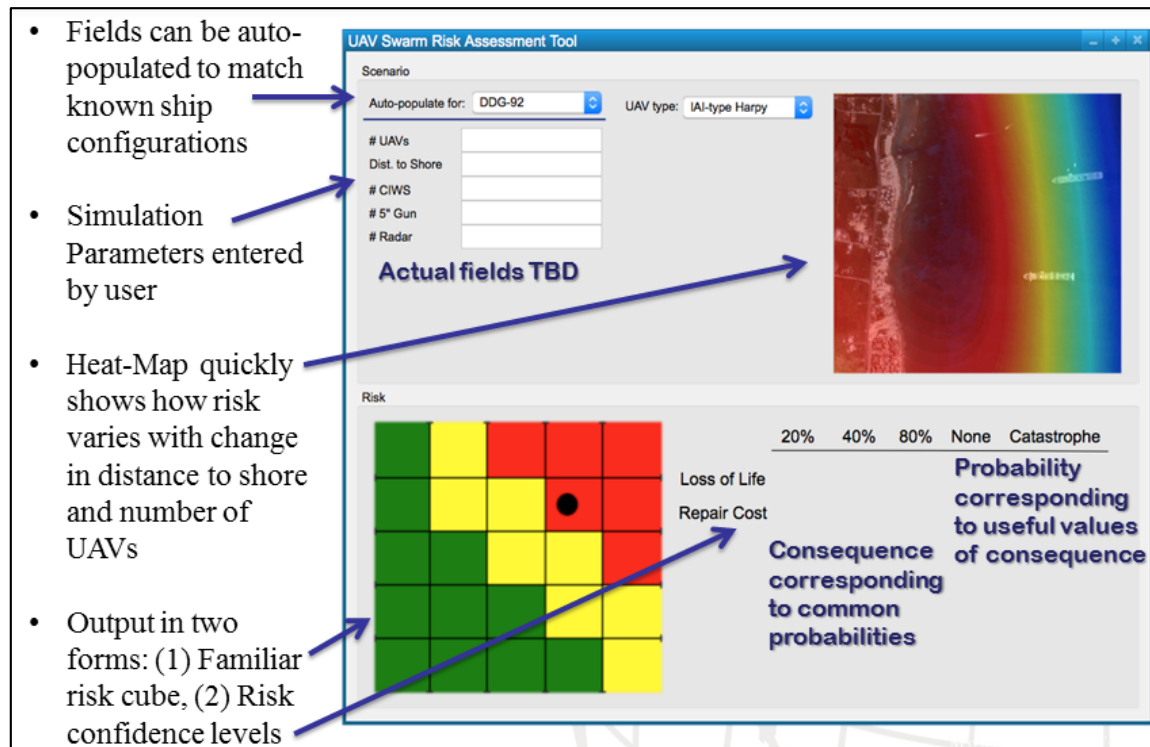 • Fields can be auto-
populated to match
known ship
configurations
• Simulation
Parameters entered
by user
• Heat-Map quickly
shows how risk
varies with change
in distance to shore
and number of
UAVs
• Output in two
forms: (1) Familiar
risk cube, (2) Risk
confidence levels
UAV Swarm Risk Assessment Tool
Scenario
Auto-populate for: DDG-92
UAV type: IAI-type Harpy
# UAVs
Dist. to Shore
# CIWS
# 5" Gun
# Radar
Actual fields TBD
Risk
20% 40% 80% None Catastrophe
Loss of Life
Repair Cost
Consequence
corresponding
to common
probabilities
Probability
corresponding
to useful values
of consequence